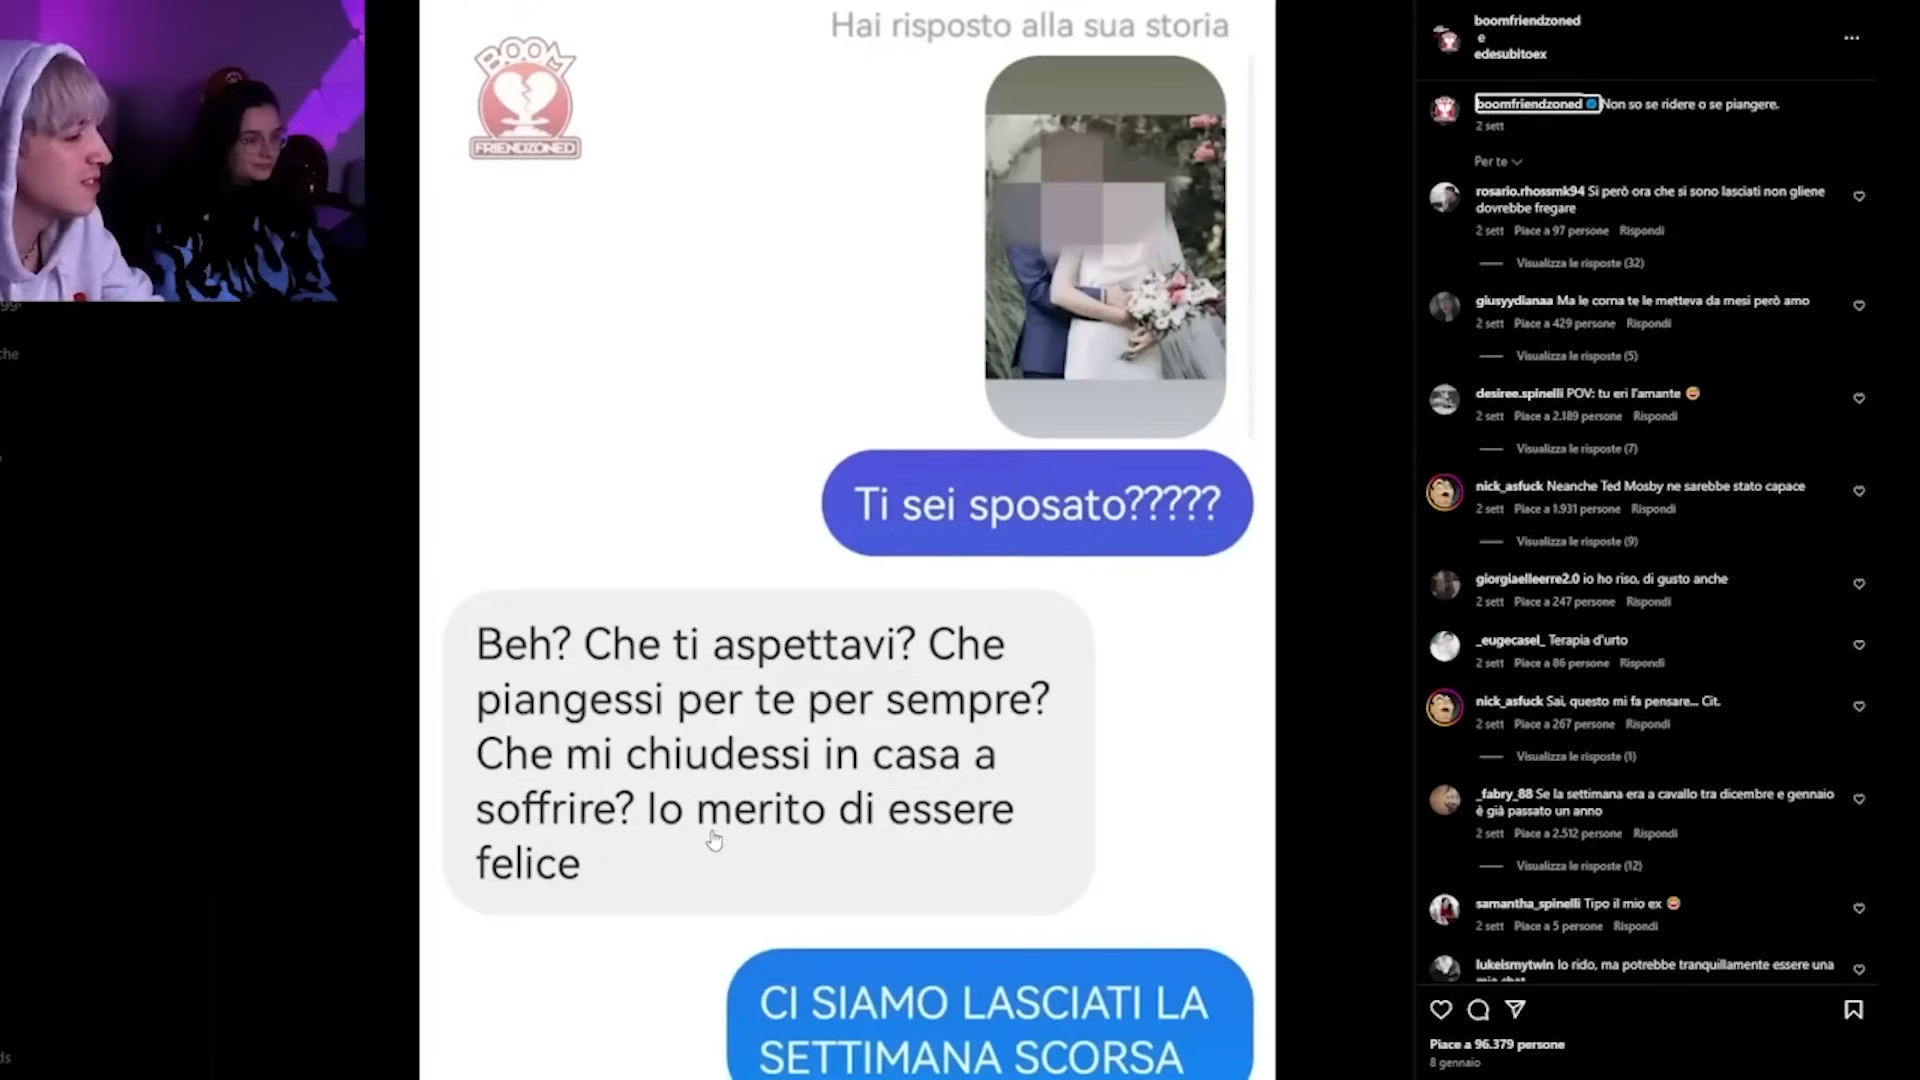 Hai risposto alla sua storia
BOOM
FRIENDZONED
Ti sei sposato?????
Beh? Che ti aspettavi? Che
piangessi per te per sempre?
Che mi chiudessi in casa a
soffrire? Io merito di essere
felice
CI SIAMO LASCIATI LA
SETTIMANA SCORSA
che
boomfriendzoned
e
edesubitoex
boomfriendzoned Non so se ridere o se piangere.
2 sett
Per te
rosario.rhossmk94 Si però ora che si sono lasciati non gliene
dovrebbe fregare
2 sett Piace a 97 persone Rispondi
Visualizza le risposte (32)
giusyydianaa Ma le corna te le metteva da mesi però amo
2 sett Piace a 429 persone Rispondi
Visualizza le risposte (5)
desiree.spinelli POV: tu eri l'amante 😅
2 sett Piace a 2.189 persone Rispondi
Visualizza le risposte (7)
nick_asfuck Neanche Ted Mosby ne sarebbe stato capace
2 sett Piace a 1.931 persone Rispondi
Visualizza le risposte (9)
giorgiaelleerre2.0 io ho riso, di gusto anche
2 sett Piace a 247 persone Rispondi
_eugecasel_ Terapia d'urto
2 sett Piace a 86 persone Rispondi
nick_asfuck Sai, questo mi fa pensare... Cit.
2 sett Piace a 267 persone Rispondi
Visualizza le risposte (1)
_fabry_88 Se la settimana era a cavallo tra dicembre e gennaio
è già passato un anno
2 sett Piace a 2.512 persone Rispondi
Visualizza le risposte (12)
samantha_spinelli Tipo il mio ex
2 sett Piace a 5 persone Rispondi
lukeismytwin Io rido, ma potrebbe tranquillamente essere una
mia chat
Piace a 96.379 persone
8 gennaio